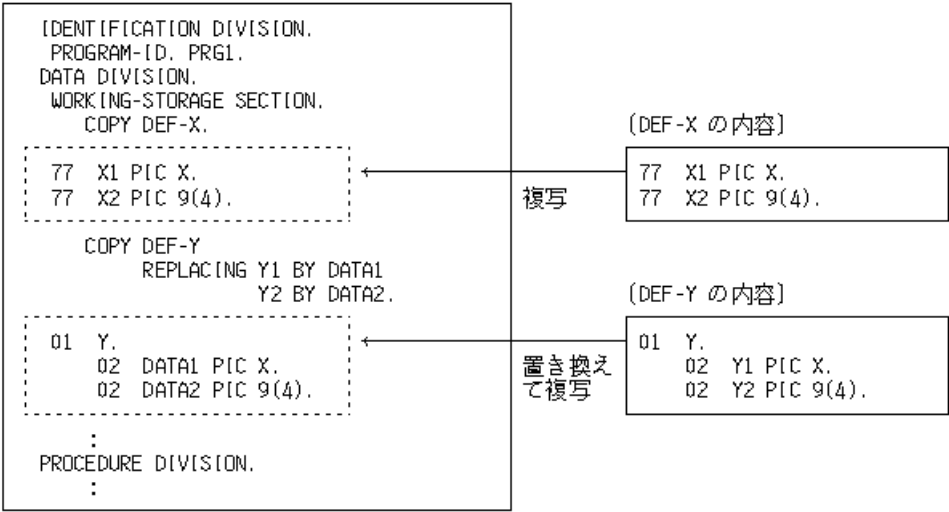 IDENTIFICATION DIVISION.
PROGRAM-ID. PRG1.
DATA DIVISION.
WORKING-STORAGE SECTION.
COPY DEF-X.
77 X1 PIC X.
77 X2 PIC 9(4).
複写
[DEF-X の内容]
77 X1 PIC X.
77 X2 PIC 9(4).
COPY DEF-Y
REPLACING Y1 BY DATA1
Y2 BY DATA2.
01 Y.
02 DATA1 PIC X.
02 DATA2 PIC 9(4).
置き換え
て複写
[DEF-Y の内容]
01 Y.
02 Y1 PIC X.
02 Y2 PIC 9(4).
:
PROCEDURE DIVISION.
: